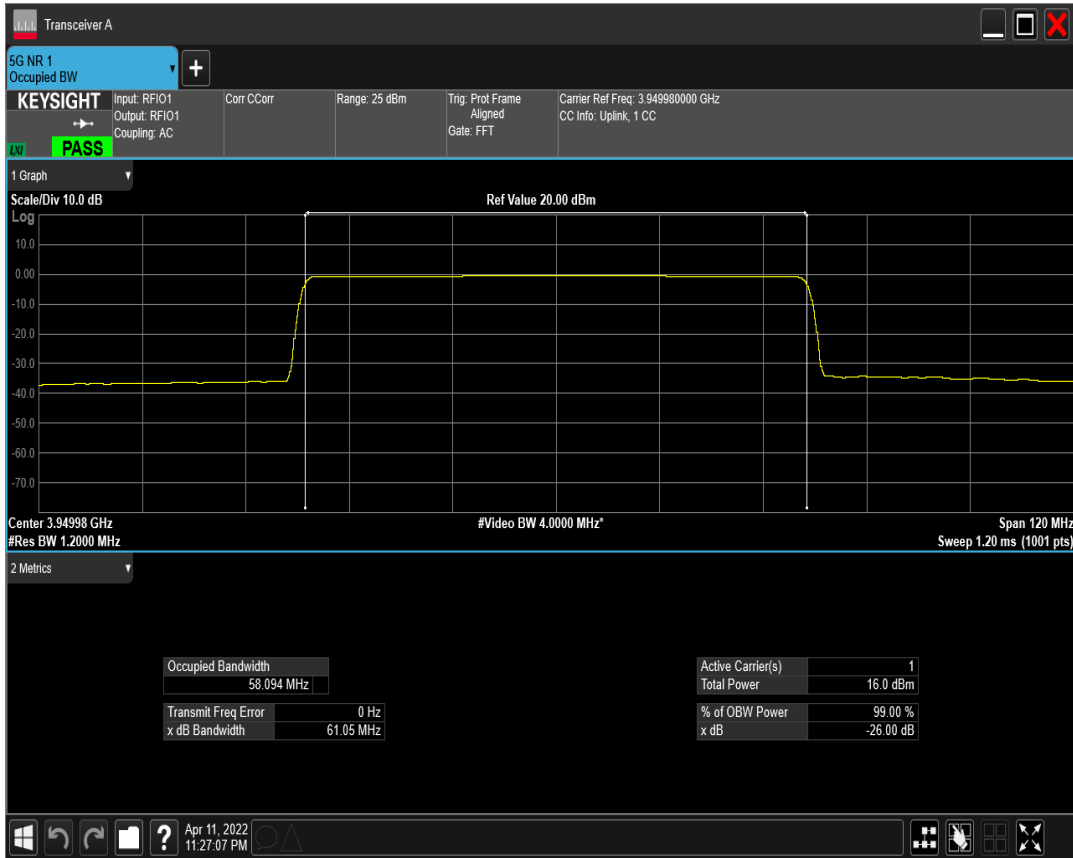 Transceiver A
5G NR 1
Occupied BW
+
KEYSIGHT
LXI
PASS
Input: RFIO1
Output: RFIO1
Coupling: AC
Corr CCorr
Range: 25 dBm
Trig: Prot Frame
Aligned
Gate: FFT
Carrier Ref Freq: 3.949980000 GHz
CC Info: Uplink, 1 CC
1 Graph
Scale/Div 10.0 dB
Ref Value 20.00 dBm
Log
10.0
0.00
-10.0
-20.0
-30.0
-40.0
-50.0
-60.0
-70.0
Center 3.94998 GHz
#Video BW 4.0000 MHz*
Span 120 MHz
#Res BW 1.2000 MHz
Sweep 1.20 ms (1001 pts)
2 Metrics
Occupied Bandwidth
58.094 MHz
Transmit Freq Error 0 Hz
x dB Bandwidth 61.05 MHz
Active Carrier(s) 1
Total Power 16.0 dBm
% of OBW Power 99.00 %
x dB -26.00 dB
?
Apr 11, 2022
11:27:07 PM